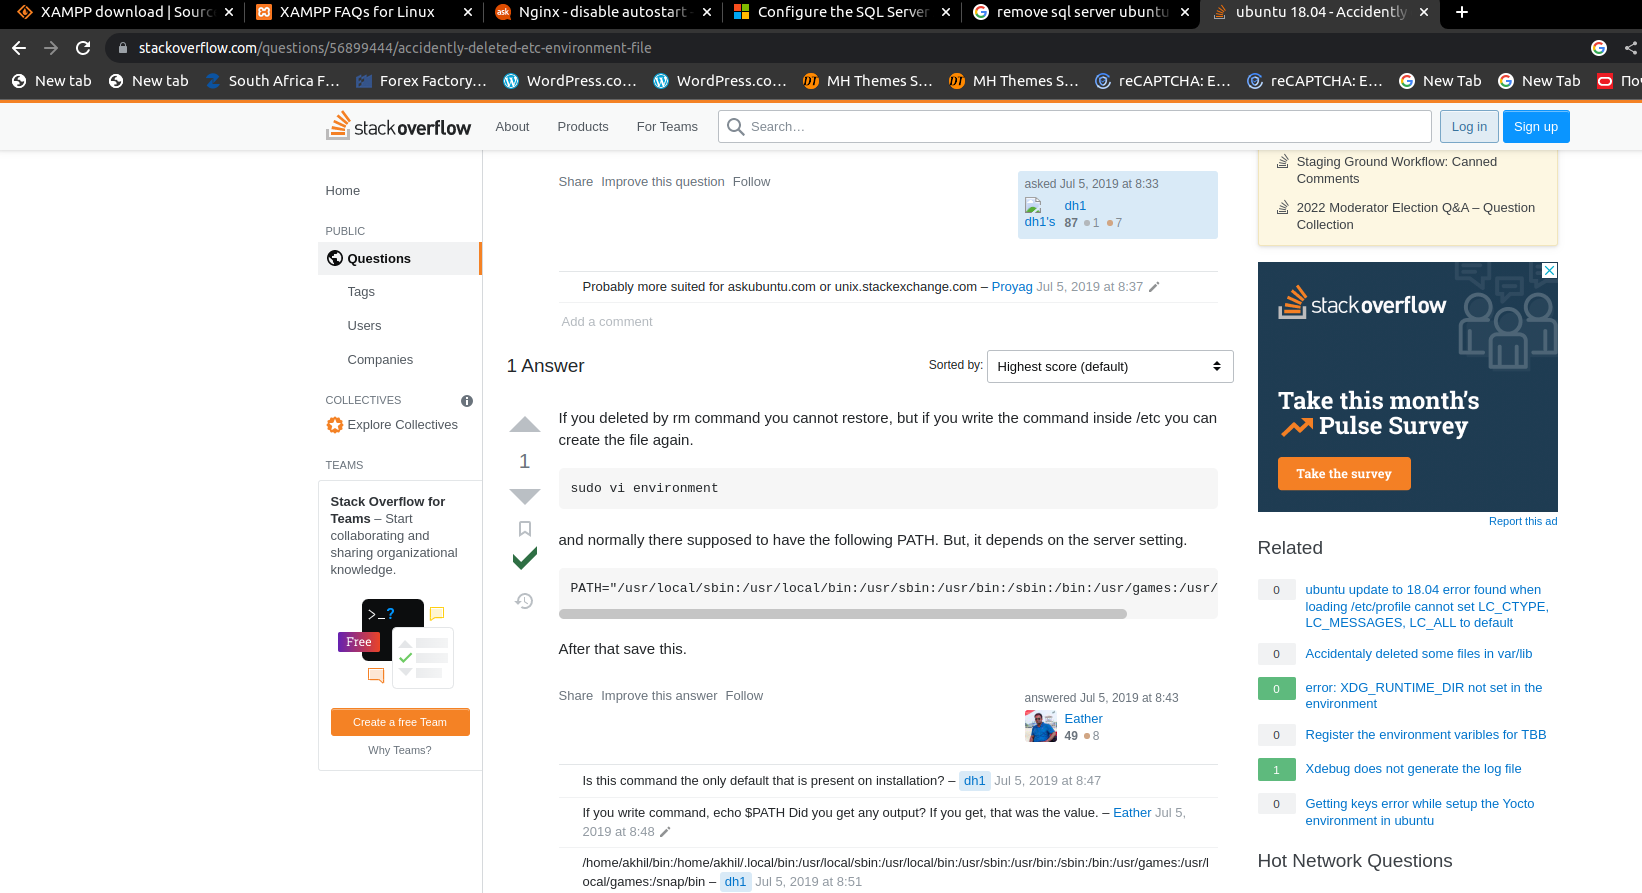 XAMPP download | Sourc
XAMPP FAQs for Linux
Nginx - disable autostart -
Configure the SQL Server
remove sql server ubuntu
ubuntu 18.04 - Accidently
stackoverflow.com/questions/56899444/accidently-deleted-etc-environment-file
New tab
New tab
South Africa F...
Forex Factory...
WordPress.co...
WordPress.co...
MH Themes S...
MH Themes S...
reCAPTCHA: E...
reCAPTCHA: E...
New Tab
New Tab
Поч
stackoverflow
About
Products
For Teams
Search...
Log in
Sign up
Home
PUBLIC
Questions
Tags
Users
Companies
COLLECTIVES
Explore Collectives
TEAMS
Stack Overflow for
Teams – Start
collaborating and
sharing organizational
knowledge.
>_?
Free
Create a free Team
Why Teams?
Share Improve this question Follow
asked Jul 5, 2019 at 8:33
dh1's
dh1
87 1 7
Probably more suited for askubuntu.com or unix.stackexchange.com – Proyag Jul 5, 2019 at 8:37
Add a comment
1 Answer
Sorted by:
Highest score (default)
1
If you deleted by rm command you cannot restore, but if you write the command inside /etc you can
create the file again.
sudo vi environment
and normally there supposed to have the following PATH. But, it depends on the server setting.
PATH="/usr/local/sbin:/usr/local/bin:/usr/sbin:/usr/bin:/sbin:/bin:/usr/games:/usr/
After that save this.
Share Improve this answer Follow
answered Jul 5, 2019 at 8:43
Eather
49 8
Is this command the only default that is present on installation? – dh1 Jul 5, 2019 at 8:47
If you write command, echo $PATH Did you get any output? If you get, that was the value. – Eather Jul 5,
2019 at 8:48
/home/akhil/bin:/home/akhil/.local/bin:/usr/local/sbin:/usr/local/bin:/usr/sbin:/usr/bin:/sbin:/bin:/usr/games:/usr/l
ocal/games:/snap/bin – dh1 Jul 5, 2019 at 8:51
Staging Ground Workflow: Canned
Comments
2022 Moderator Election Q&A – Question
Collection
stackoverflow
Take this month's
Pulse Survey
Take the survey
Report this ad
Related
0
ubuntu update to 18.04 error found when
loading /etc/profile cannot set LC_CTYPE,
LC_MESSAGES, LC_ALL to default
0
Accidentaly deleted some files in var/lib
0
error: XDG_RUNTIME_DIR not set in the
environment
0
Register the environment varibles for TBB
1
Xdebug does not generate the log file
0
Getting keys error while setup the Yocto
environment in ubuntu
Hot Network Questions